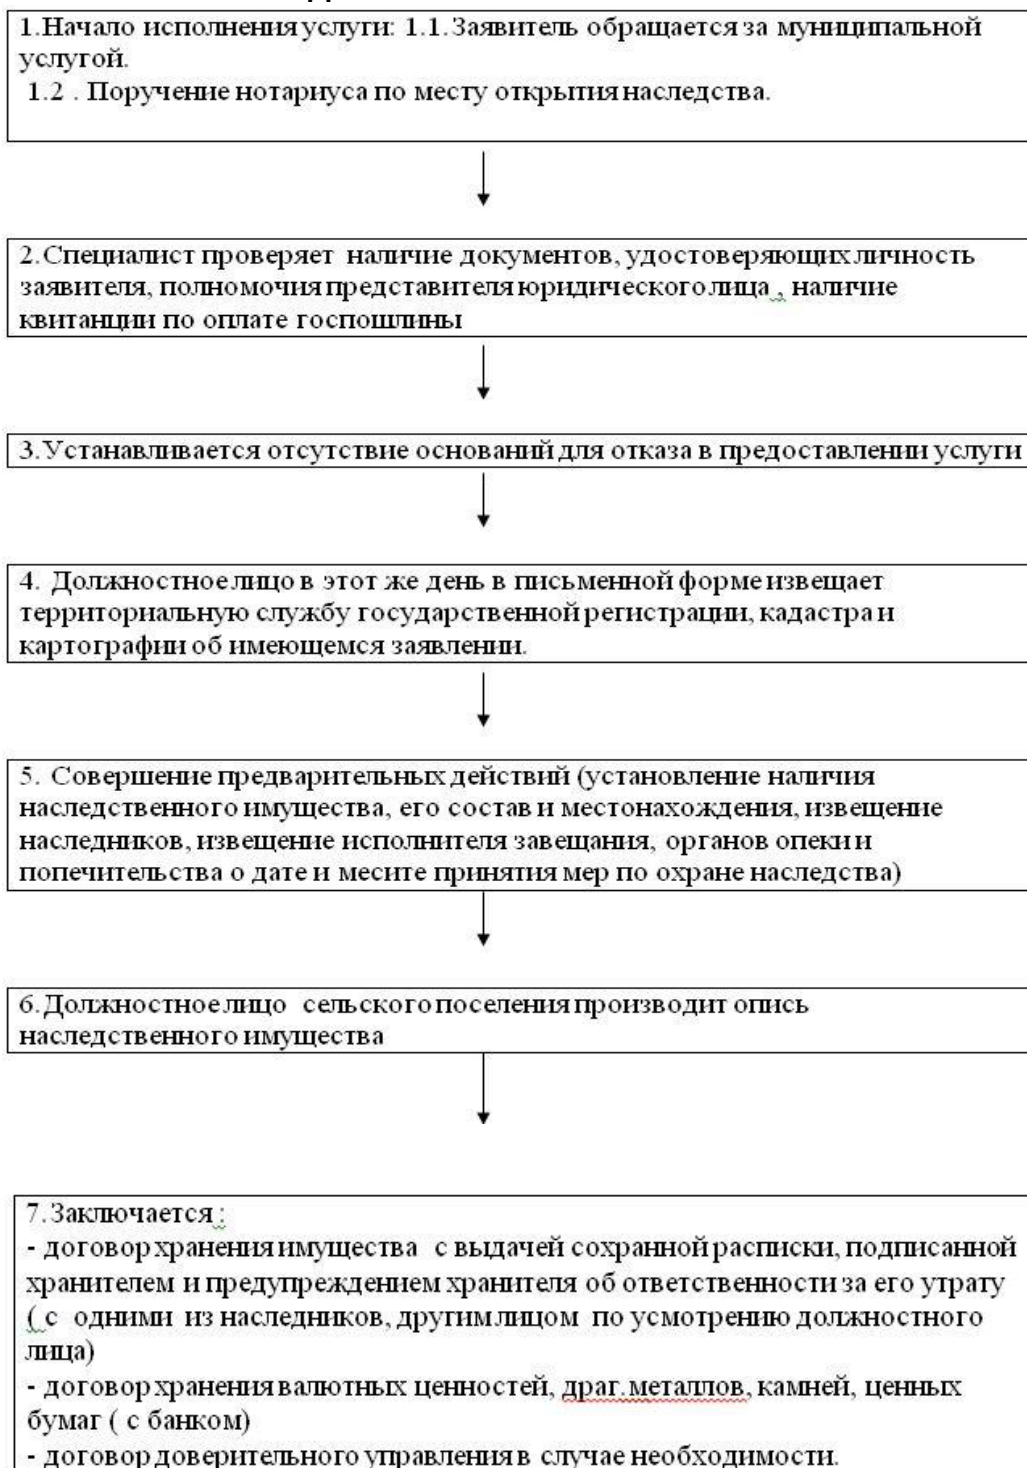 1.Начало исполнения услуги: 1.1.Заявитель обращается за муниципальной
услугой.
1.2 . Поручение нотариуса по месту открытия наследства.
2.Специалист проверяет наличие документов, удостоверяющих личность
заявителя, полномочия представителя юридического лица , наличие
квитанции по оплате госпошлины
3.Устанавливается отсутствие оснований для отказа в предоставлении услуги
4. Должностное лицо в этот же день в письменной форме извещает
территориальную службу государственной регистрации, кадастра и
картографии об имеющемся заявлении.
5. Совершение предварительных действий (установление наличия
наследственного имущества, его состав и местонахождения, извещение
наследников, извещение исполнителя завещания, органов опеки и
попечительства о дате и месите принятия мер по охране наследства)
6.Должностное лицо сельского поселения производит опись
наследственного имущества
7.Заключается :
- договор хранения имущества с выдачей сохранной расписки, подписанной
хранителем и предупреждением хранителя об ответственности за его утрату
( с одними из наследников, другим лицом по усмотрению должностного
лица)
- договор хранения валютных ценностей, драг.металлов, камней, ценных
бумаг ( с банком)
- договор доверительного управления в случае необходимости.